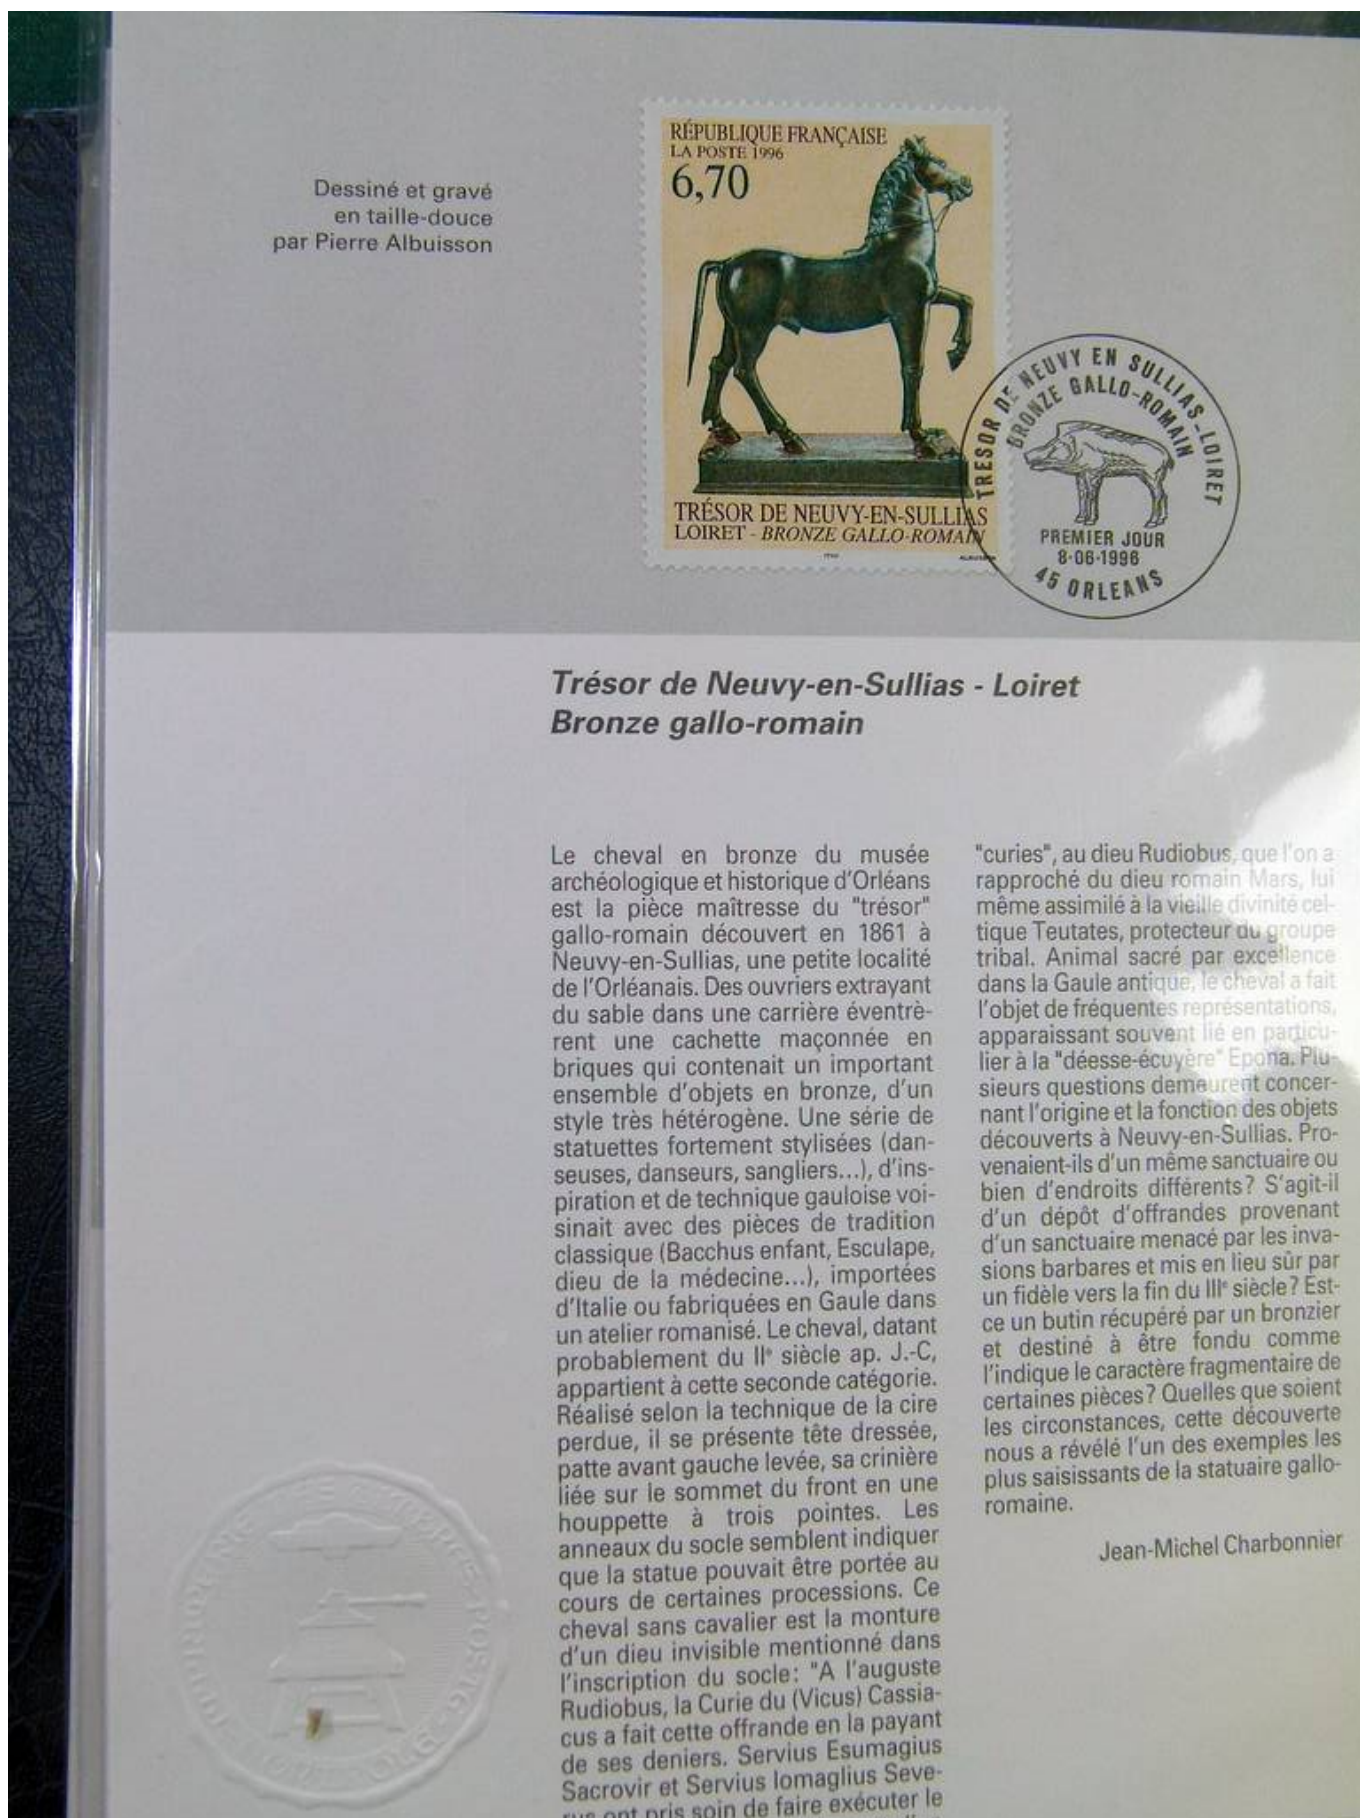 Dessiné et gravé
en taille-douce
par Pierre Albuisson
RÉPUBLIQUE FRANÇAISE
LA POSTE 1996
6,70
TRÉSOR DE NEUVY-EN-SULLIAS
LOIRET - BRONZE GALLO-ROMAIN
TRESOR DE NEUVY EN SULLIAS-LOIRET
BRONZE GALLO-ROMAIN
PREMIER JOUR
8-06-1996
45 ORLEANS
Trésor de Neuvy-en-Sullias - Loiret
Bronze gallo-romain
Le cheval en bronze du musée
archéologique et historique d'Orléans
est la pièce maîtresse du "trésor"
gallo-romain découvert en 1861 à
Neuvy-en-Sullias, une petite localité
de l'Orléanais. Des ouvriers extrayant
du sable dans une carrière éventrè-
rent une cachette maçonnée en
briques qui contenait un important
ensemble d'objets en bronze, d'un
style très hétérogène. Une série de
statuettes fortement stylisées (dan-
seuses, danseurs, sangliers...), d'ins-
piration et de technique gauloise voi-
sinait avec des pièces de tradition
classique (Bacchus enfant, Esculape,
dieu de la médecine...), importées
d'Italie ou fabriquées en Gaule dans
un atelier romanisé. Le cheval, datant
probablement du IIe siècle ap. J.-C,
appartient à cette seconde catégorie.
Réalisé selon la technique de la cire
perdue, il se présente tête dressée,
patte avant gauche levée, sa crinière
liée sur le sommet du front en une
houppette à trois pointes. Les
anneaux du socle semblent indiquer
que la statue pouvait être portée au
cours de certaines processions. Ce
cheval sans cavalier est la monture
d'un dieu invisible mentionné dans
l'inscription du socle: "A l'auguste
Rudiobus, la Curie du (Vicus) Cassia-
cus a fait cette offrande en la payant
de ses deniers. Servius Esumagius
Sacrovir et Servius Iomaglius Seve-
rus ont pris soin de faire exécuter le
"curies", au dieu Rudiobus, que l'on a
rapproché du dieu romain Mars, lui
même assimilé à la vieille divinité cel-
tique Teutates, protecteur du groupe
tribal. Animal sacré par excellence
dans la Gaule antique, le cheval a fait
l'objet de fréquentes représentations,
apparaissant souvent lié en particu-
lier à la "déesse-écuyère" Epona. Plu-
sieurs questions demeurent concer-
nant l'origine et la fonction des objets
découverts à Neuvy-en-Sullias. Pro-
venaient-ils d'un même sanctuaire ou
bien d'endroits différents? S'agit-il
d'un dépôt d'offrandes provenant
d'un sanctuaire menacé par les inva-
sions barbares et mis en lieu sûr par
un fidèle vers la fin du IIIe siècle? Est-
ce un butin récupéré par un bronzier
et destiné à être fondu comme
l'indique le caractère fragmentaire de
certaines pièces? Quelles que soient
les circonstances, cette découverte
nous a révélé l'un des exemples les
plus saisissants de la statuaire gallo-
romaine.
Jean-Michel Charbonnier